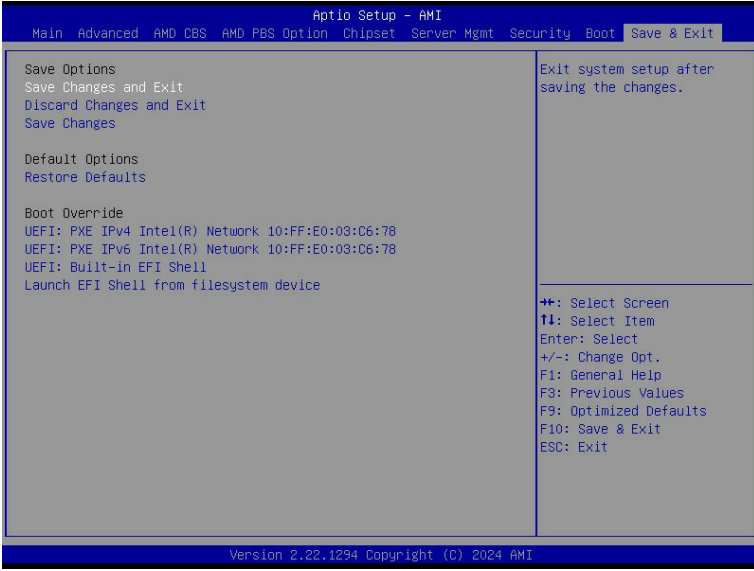 Aptio Setup - AMI
Main Advanced AMD CBS AMD PBS Option Chipset Server Mgmt Security Boot Save & Exit
Save Options
Save Changes and Exit
Discard Changes and Exit
Save Changes
Default Options
Restore Defaults
Boot Override
UEFI: PXE IPv4 Intel(R) Network 10:FF:E0:03:C6:78
UEFI: PXE IPv6 Intel(R) Network 10:FF:E0:03:C6:78
UEFI: Built-in EFI Shell
Launch EFI Shell from filesystem device
Exit system setup after
saving the changes.
→←: Select Screen
↑↓: Select Item
Enter: Select
+/-: Change Opt.
F1: General Help
F3: Previous Values
F9: Optimized Defaults
F10: Save & Exit
ESC: Exit
Version 2.22.1294 Copyright (C) 2024 AMI